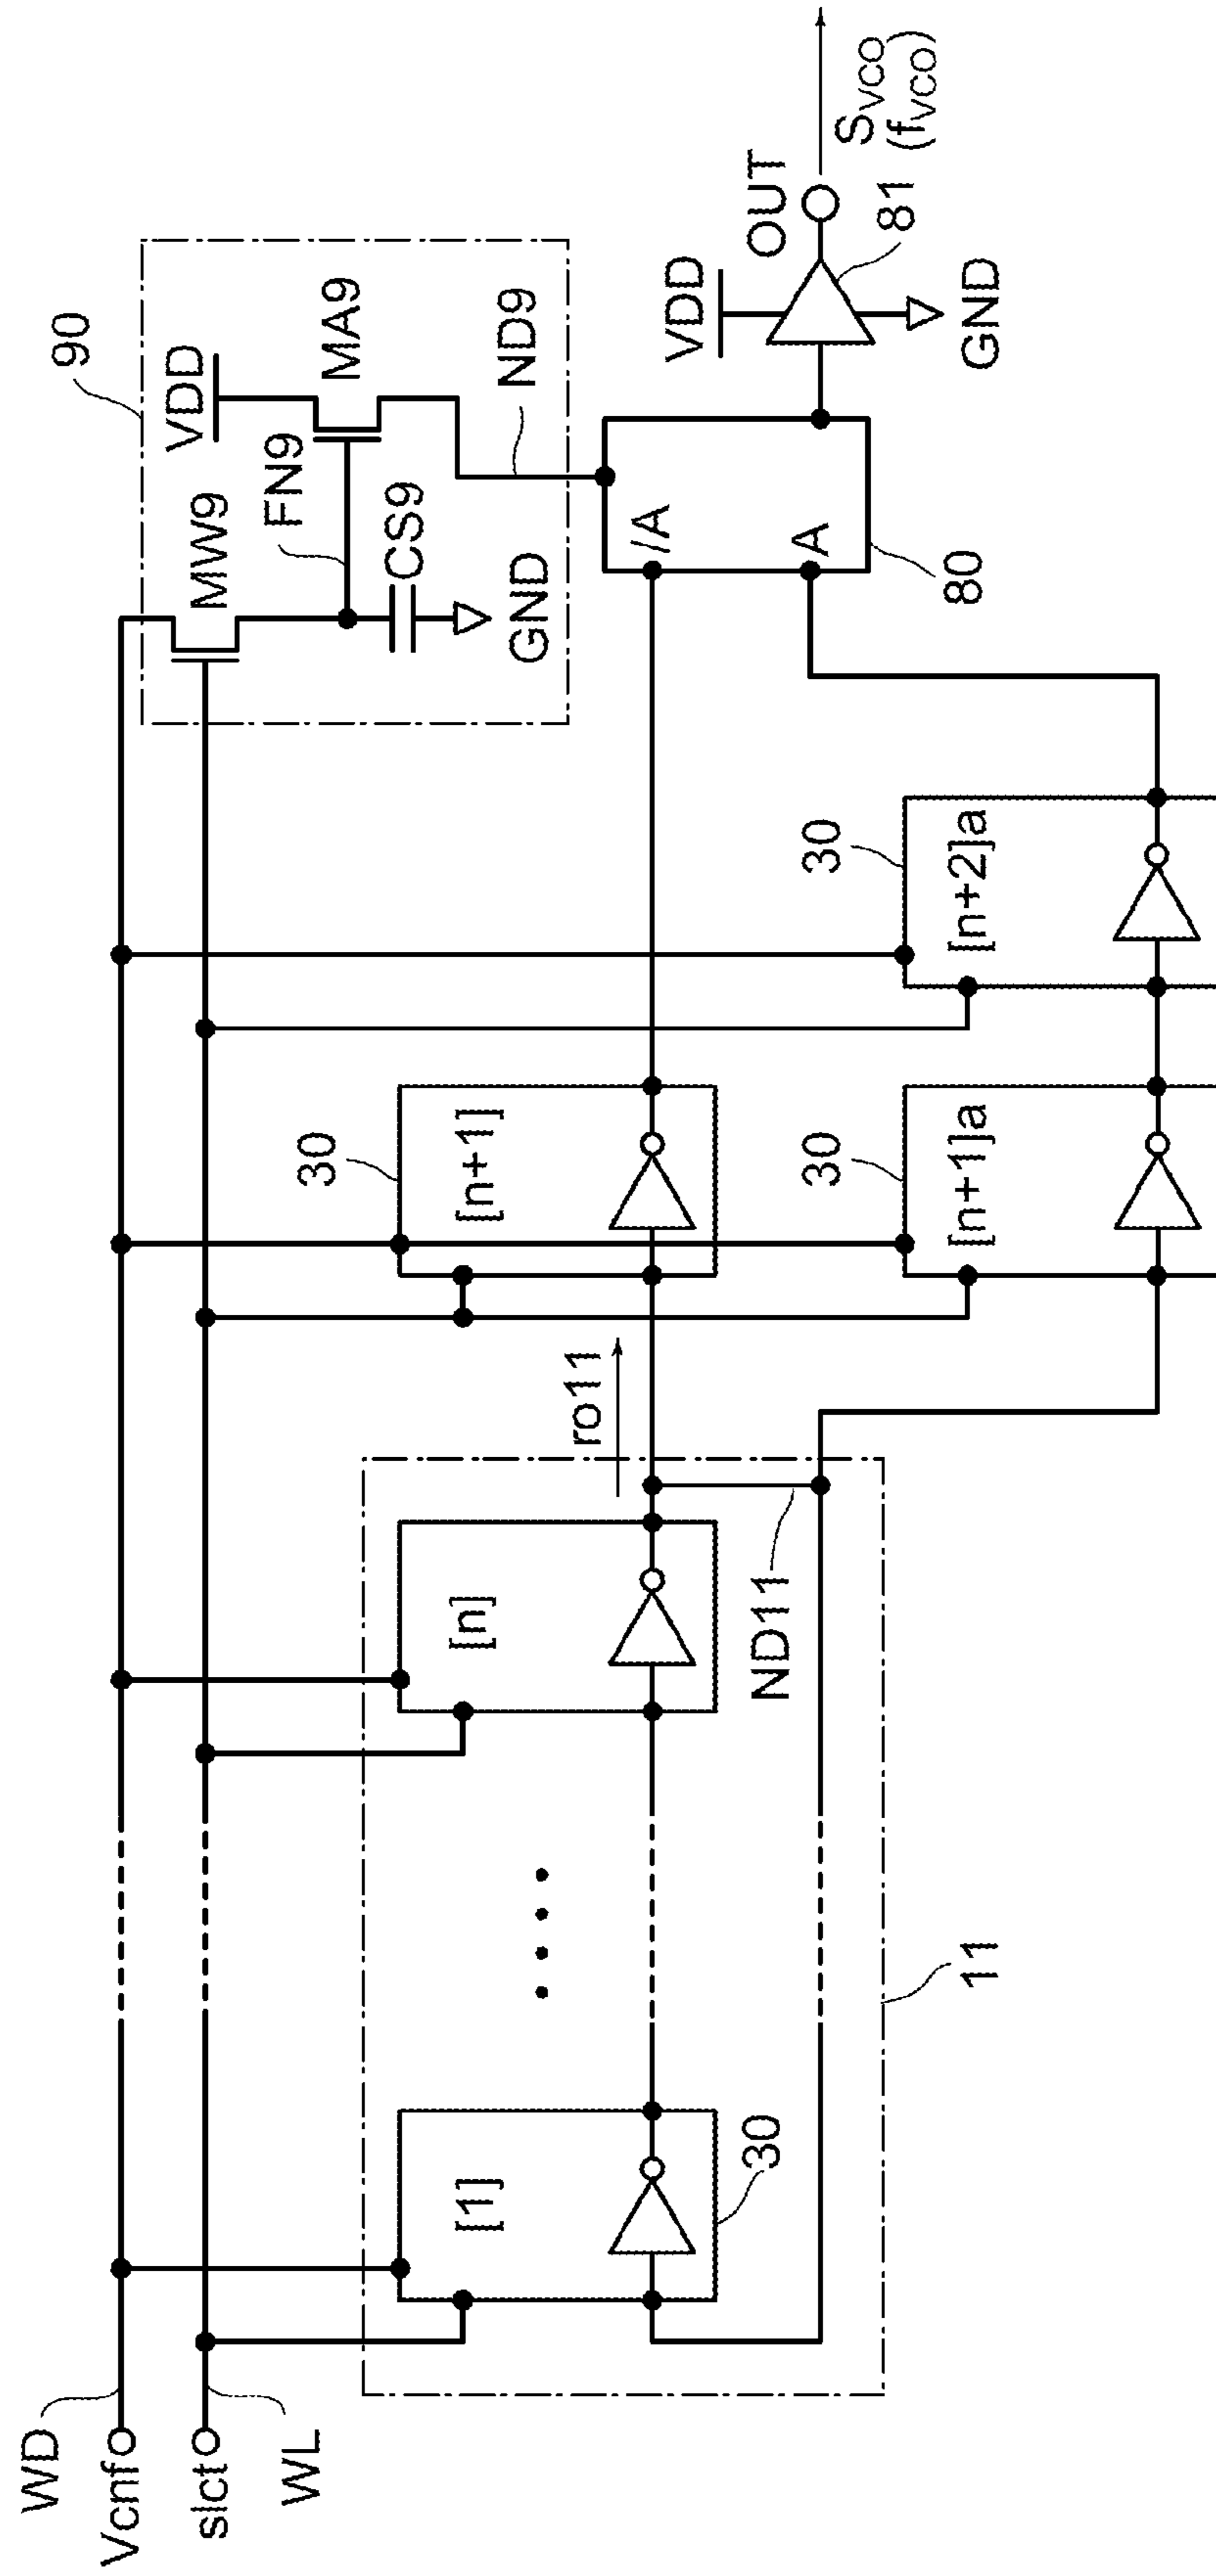 WD
Vcnf
slct
WL
90
VDD
MW9
FN9
MA9
CS9
GND
ND9
[1]
30
[n]
ro11
ND11
11
30
[n+1]
30
[n+1]a
30
[n+2]a
/A
A
80
VDD
OUT
81
GND
SVCO
(fVCO)